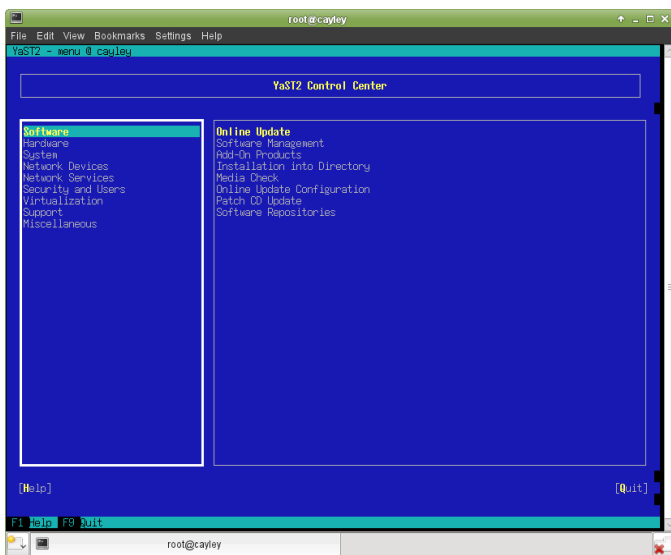 root@cayley
File Edit View Bookmarks Settings Help
YaST2 - menu @ cayley
YaST2 Control Center
Software
Hardware
System
Network Devices
Network Services
Security and Users
Virtualization
Support
Miscellaneous
Online Update
Software Management
Add-On Products
Installation into Directory
Media Check
Online Update Configuration
Patch CD Update
Software Repositories
[Help] [Quit]
F1 Help F9 Quit
root@cayley